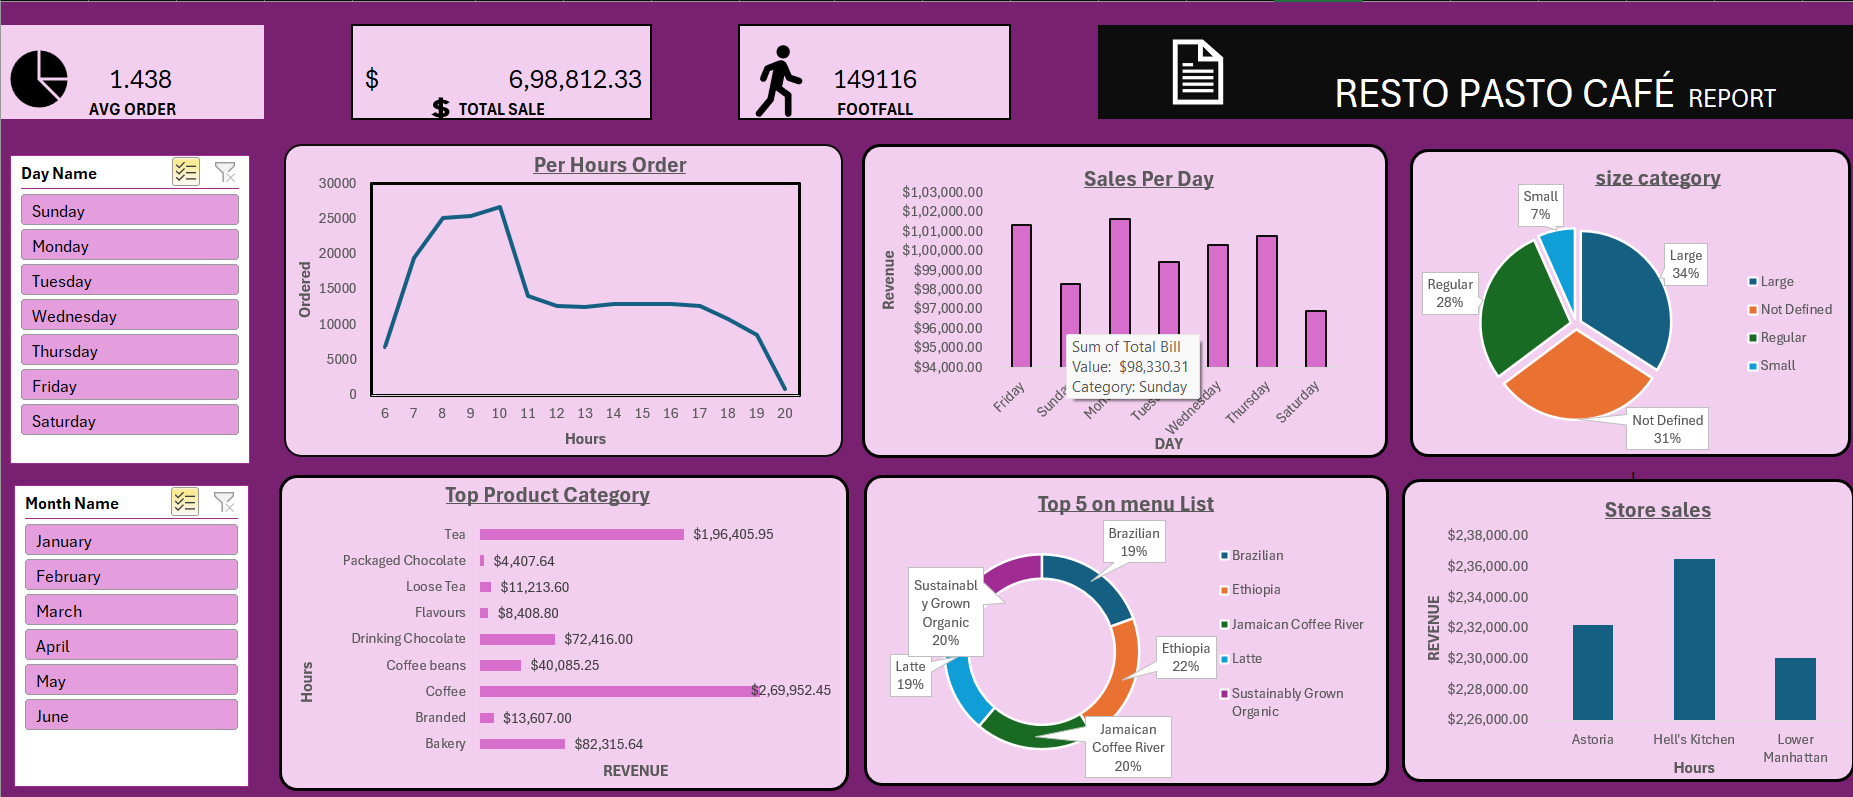 1.438
AVG ORDER
$ 6,98,812.33
TOTAL SALE
149116
FOOTFALL
RESTO PASTO CAFÉ REPORT
Day Name
Sunday
Monday
Tuesday
Wednesday
Thursday
Friday
Saturday
Month Name
January
February
March
April
May
June
Per Hours Order
30000
25000
20000
15000
10000
5000
0
Ordered
6 7 8 9 10 11 12 13 14 15 16 17 18 19 20
Hours
Sales Per Day
$1,03,000.00
$1,02,000.00
$1,01,000.00
$1,00,000.00
$99,000.00
$98,000.00
$97,000.00
$96,000.00
$95,000.00
$94,000.00
Revenue
Sum of Total Bill
Value: $98,330.31
Category: Sunday
Friday
Wednesday
Thursday
Saturday
DAY
size category
Small
7%
Large
34%
Regular
28%
Not Defined
31%
Large
Not Defined
Regular
Small
Top Product Category
Tea $1,96,405.95
Packaged Chocolate $4,407.64
Loose Tea $11,213.60
Flavours $8,408.80
Drinking Chocolate $72,416.00
Coffee beans $40,085.25
Coffee $2,69,952.45
Branded $13,607.00
Bakery $82,315.64
Hours
REVENUE
Top 5 on menu List
Brazilian
19%
Sustainabl
y Grown
Organic
20%
Ethiopia
22%
Latte
19%
Jamaican
Coffee River
20%
Brazilian
Ethiopia
Jamaican Coffee River
Latte
Sustainably Grown
Organic
Store sales
$2,38,000.00
$2,36,000.00
$2,34,000.00
$2,32,000.00
$2,30,000.00
$2,28,000.00
$2,26,000.00
REVENUE
Astoria
Hell's Kitchen
Lower
Manhattan
Hours